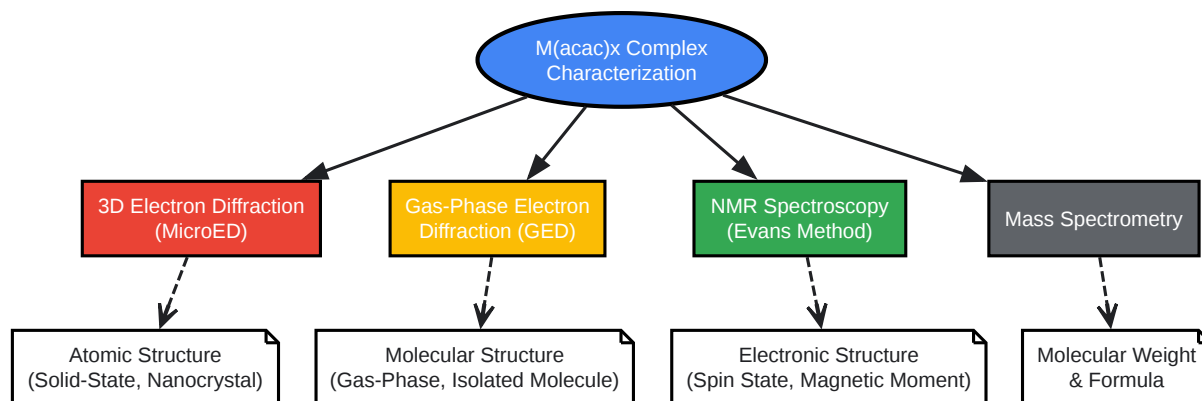 M(acac)x Complex
Characterization
3D Electron Diffraction
(MicroED)
Gas-Phase Electron
Diffraction (GED)
NMR Spectroscopy
(Evans Method)
Mass Spectrometry
Atomic Structure
(Solid-State, Nanocrystal)
Molecular Structure
(Gas-Phase, Isolated Molecule)
Electronic Structure
(Spin State, Magnetic Moment)
Molecular Weight
& Formula